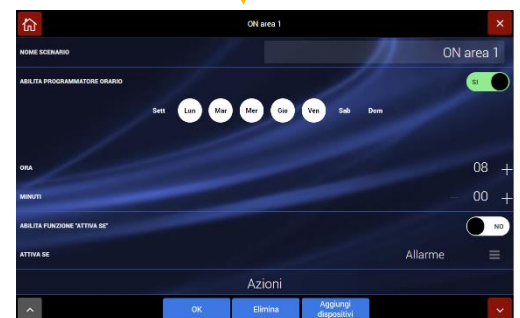 ON area 1
NOME SCENARIO ON area 1
ABILITA PROGRAMMATORE ORARIO SI
Sett Lun Mar Mer Gio Ven Sab Dom
ORA 08 +
MINUTI — 00 +
ABILITA FUNZIONE "ATTIVA SE" NO
ATTIVA SE Allarme
Azioni
OK Elimina Aggiungi dispositivi